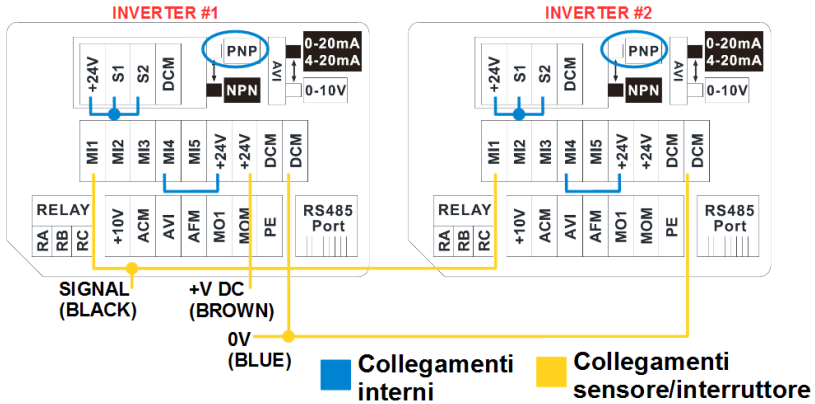 INVERTER #1
INVERTER #2
+24V
S1
S2
DCM
PNP
NPN
AVI
0-20mA
4-20mA
0-10V
+24V
S1
S2
DCM
PNP
NPN
AVI
0-20mA
4-20mA
0-10V
MI1
MI2
MI3
MI4
MI5
+24V
+24V
DCM
DCM
MI1
MI2
MI3
MI4
MI5
+24V
+24V
DCM
DCM
RELAY
RA
RB
RC
+10V
ACM
AVI
AFM
MO1
MOM
PE
RS485
Port
RELAY
RA
RB
RC
+10V
ACM
AVI
AFM
MO1
MOM
PE
RS485
Port
SIGNAL
(BLACK)
+V DC
(BROWN)
0V
(BLUE)
Collegamenti
interni
Collegamenti
sensore/interruttore